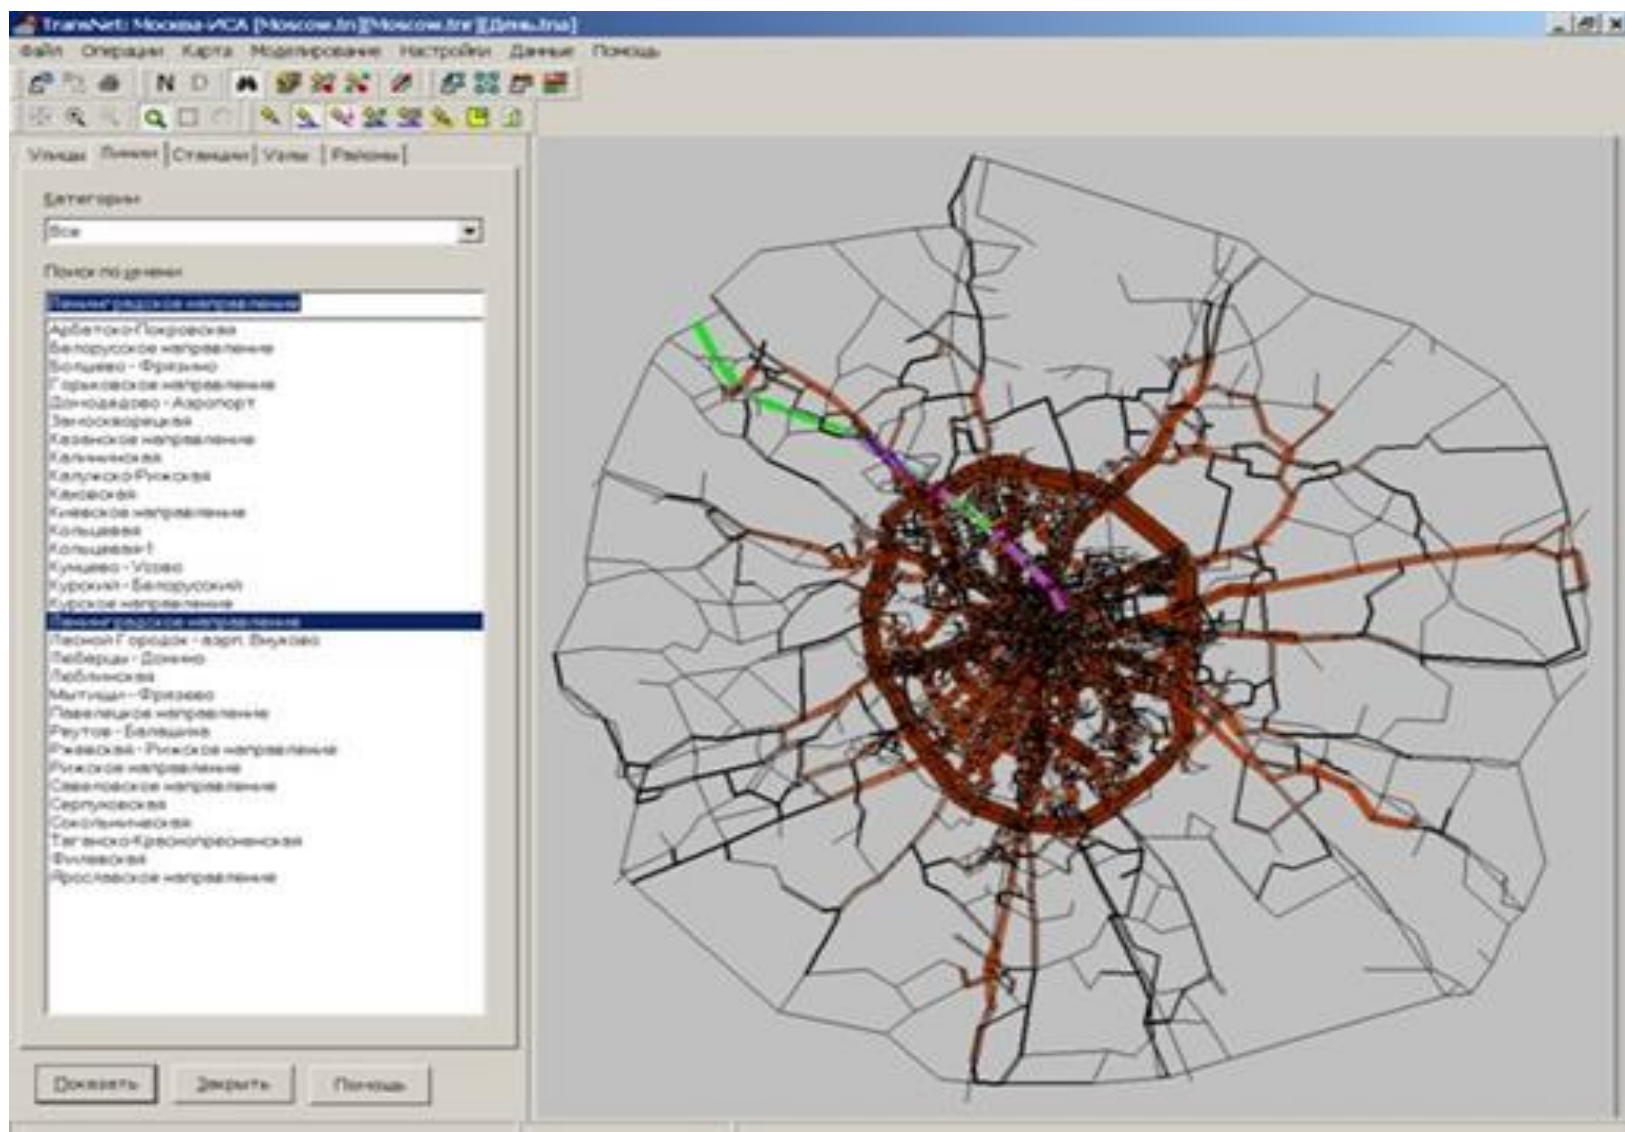 TransNet: Москва-ИСА [Moscow.tn][Moscow.tnr][День.tna]
Файл Операции Карта Моделирование Настройки Данные Помощь
N D
Улицы Линии Станции Узлы Районы
Категории
Все
Поиск по имени
Ленинградское направление
Арбатско-Покровская
Белорусское направление
Болшево - Фрязино
Горьковское направление
Домодедово - Аэропорт
Замоскворецкая
Казанское направление
Калининская
Калужско-Рижская
Каховская
Киевское направление
Кольцевая
Кольцевая-1
Кунцево - Усово
Курский - Белорусский
Курское направление
Ленинградское направление
Лесной Городок - аэрп. Внуково
Люберцы - Донино
Люблинская
Мытищи - Фрязево
Павелецкое направление
Реутов - Балашиха
Ржевская - Рижское направление
Рижское направление
Савеловское направление
Серпуховская
Сокольническая
Таганско-Краснопресненская
Филевская
Ярославское направление
Показать Закрыть Помощь